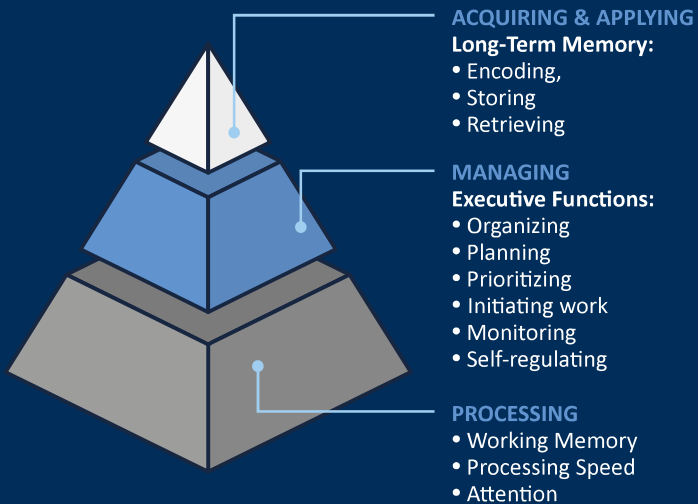 ACQUIRING & APPLYING
Long-Term Memory:
• Encoding,
• Storing
• Retrieving
MANAGING
Executive Functions:
• Organizing
• Planning
• Prioritizing
• Initiating work
• Monitoring
• Self-regulating
PROCESSING
• Working Memory
• Processing Speed
• Attention